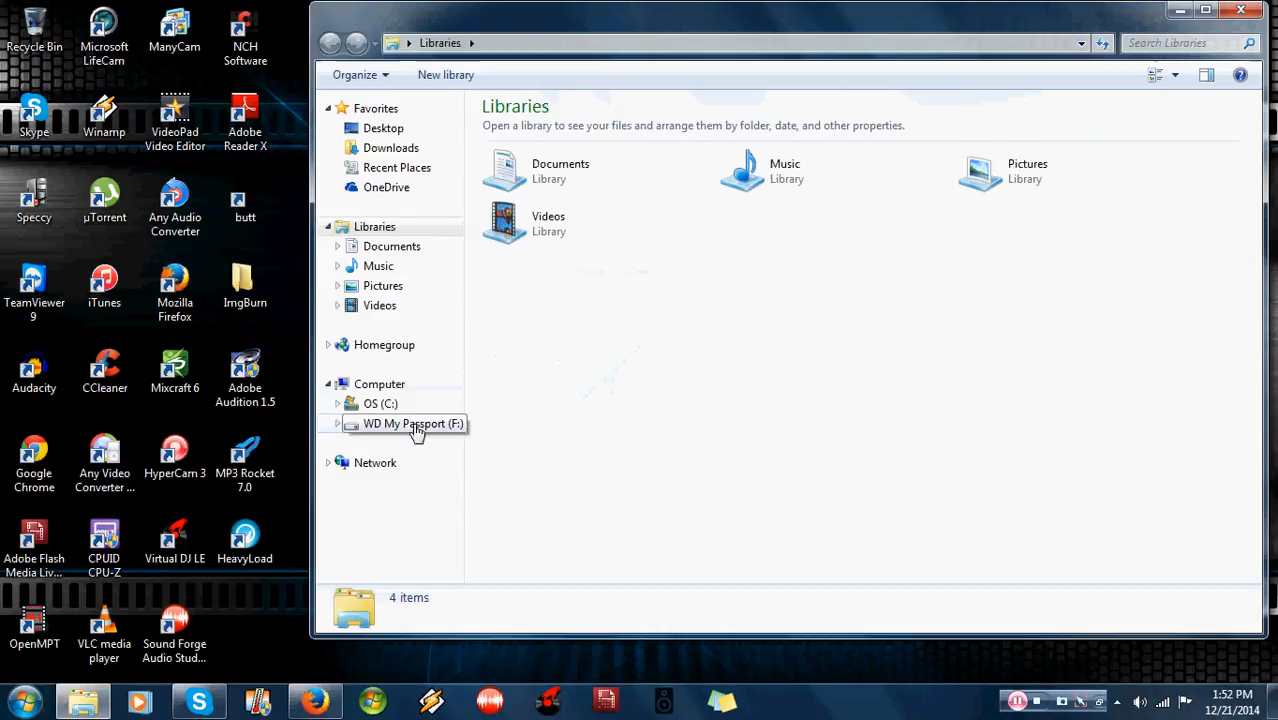 Recycle Bin
Microsoft
LifeCam
ManyCam
NCH
Software
Skype
Winamp
VideoPad
Video Editor
Adobe
Reader X
Speccy
µTorrent
Any Audio
Converter
butt
TeamViewer
9
iTunes
Mozilla
Firefox
ImgBurn
Audacity
CCleaner
Mixcraft 6
Adobe
Audition 1.5
Google
Chrome
Any Video
Converter ...
HyperCam 3
MP3 Rocket
7.0
Adobe Flash
Media Liv...
CPUID
CPU-Z
Virtual DJ LE
HeavyLoad
OpenMPT
VLC media
player
Sound Forge
Audio Stud...
Libraries
Search Libraries
Organize
New library
Favorites
Desktop
Downloads
Recent Places
OneDrive
Libraries
Documents
Music
Pictures
Videos
Homegroup
Computer
OS (C:)
WD My Passport (F:)
Network
Libraries
Open a library to see your files and arrange them by folder, date, and other properties.
Documents
Library
Music
Library
Pictures
Library
Videos
Library
4 items
1:52 PM
12/21/2014